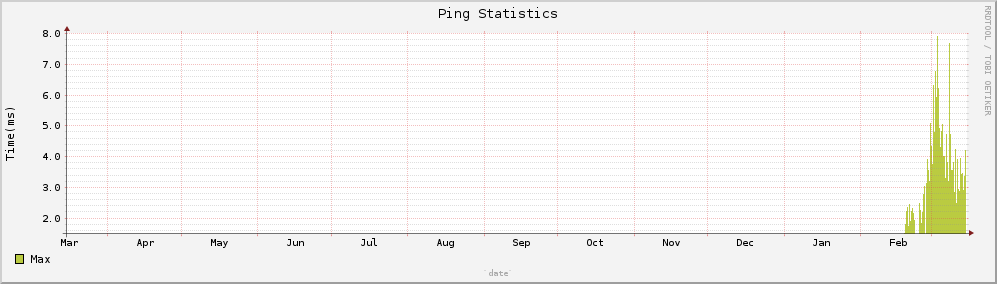 Ping Statistics
RRDTOOL / TOBI OETIKER
Time(ms)
8.0
7.0
6.0
5.0
4.0
3.0
2.0
Mar Apr May Jun Jul Aug Sep Oct Nov Dec Jan Feb
Max
`date`